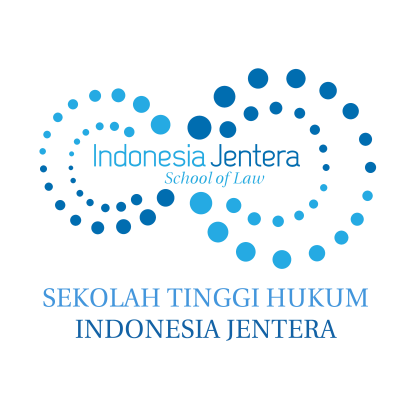 Indonesia Jentera
School of Law
SEKOLAH TINGGI HUKUM
INDONESIA JENTERA